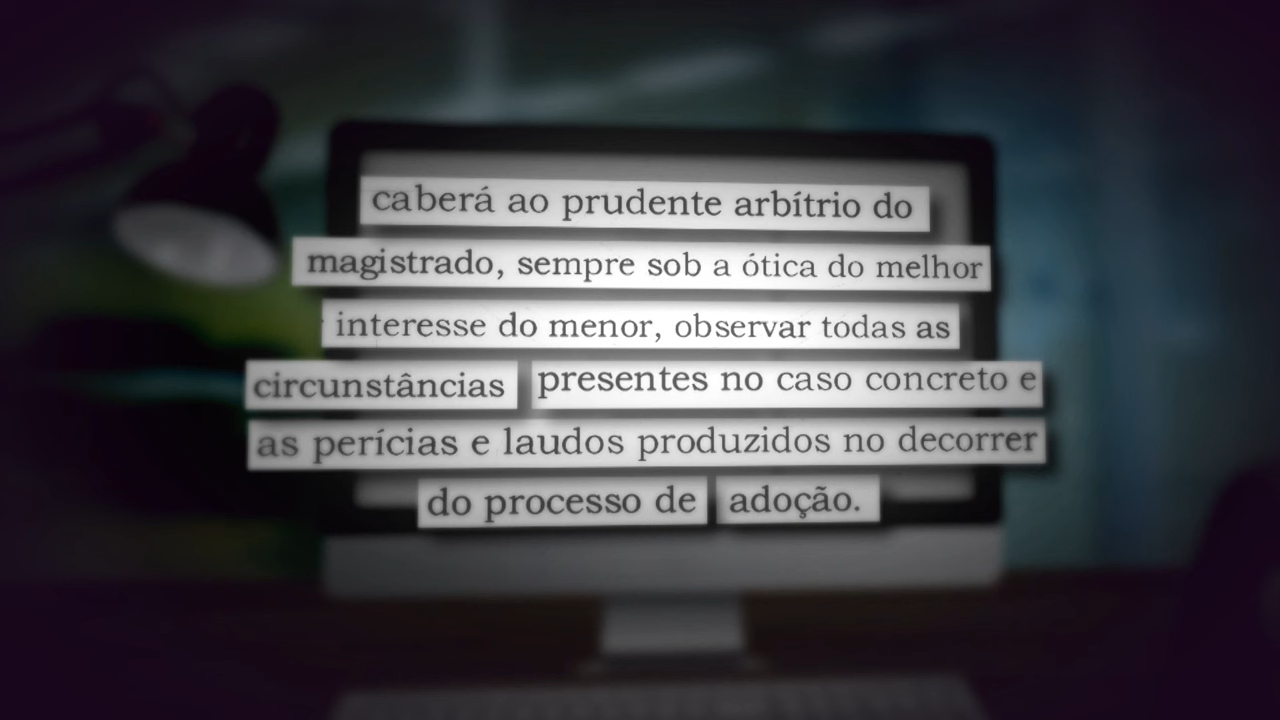 caberá ao prudente arbítrio do
magistrado, sempre sob a ótica do melhor
interesse do menor, observar todas as
circunstâncias presentes no caso concreto e
as perícias e laudos produzidos no decorrer
do processo de adoção.